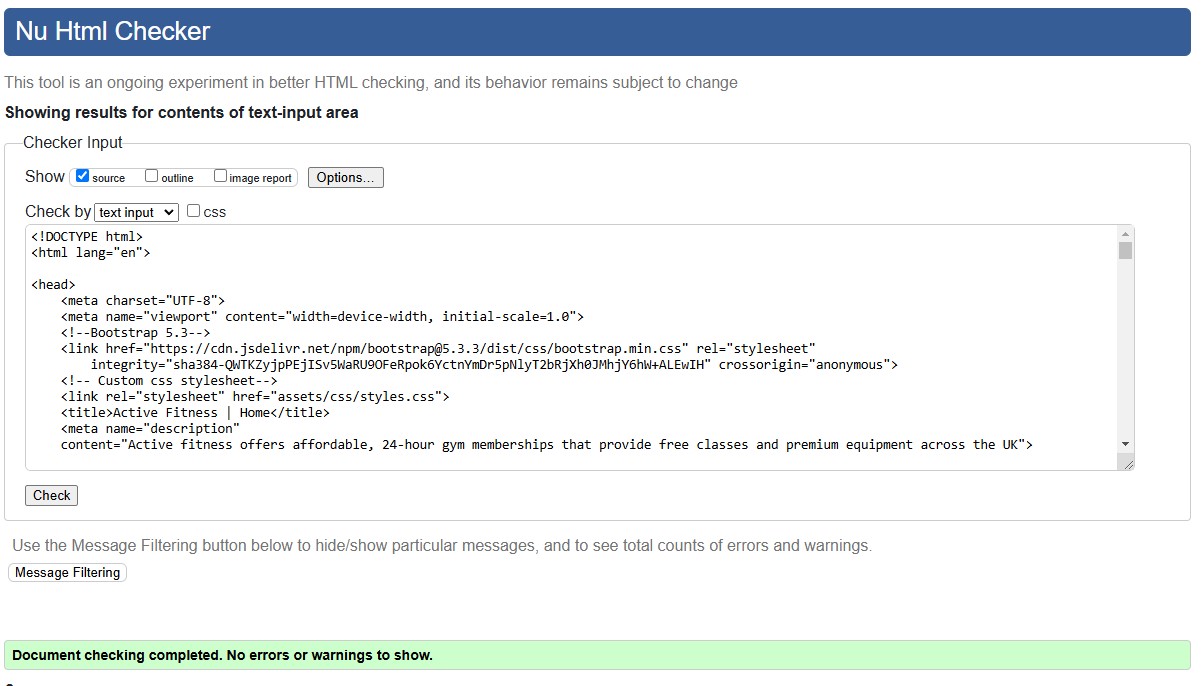 Nu Html Checker
This tool is an ongoing experiment in better HTML checking, and its behavior remains subject to change
Showing results for contents of text-input area
Checker Input
Show source outline image report Options...
Check by text input css
<!DOCTYPE html>
<html lang="en">
<head>
<meta charset="UTF-8">
<meta name="viewport" content="width=device-width, initial-scale=1.0">
<!--Bootstrap 5.3-->
<link href="https://cdn.jsdelivr.net/npm/bootstrap@5.3.3/dist/css/bootstrap.min.css" rel="stylesheet"
integrity="sha384-QWTKZyjpPEjISv5WaRU9OFeRpok6YctnYmDr5pNlyT2bRjXh0JMhjY6hW+ALEwIH" crossorigin="anonymous">
<!-- Custom css stylesheet-->
<link rel="stylesheet" href="assets/css/styles.css">
<title>Active Fitness | Home</title>
<meta name="description"
content="Active fitness offers affordable, 24-hour gym memberships that provide free classes and premium equipment across the UK">
Check
Use the Message Filtering button below to hide/show particular messages, and to see total counts of errors and warnings.
Message Filtering
Document checking completed. No errors or warnings to show.